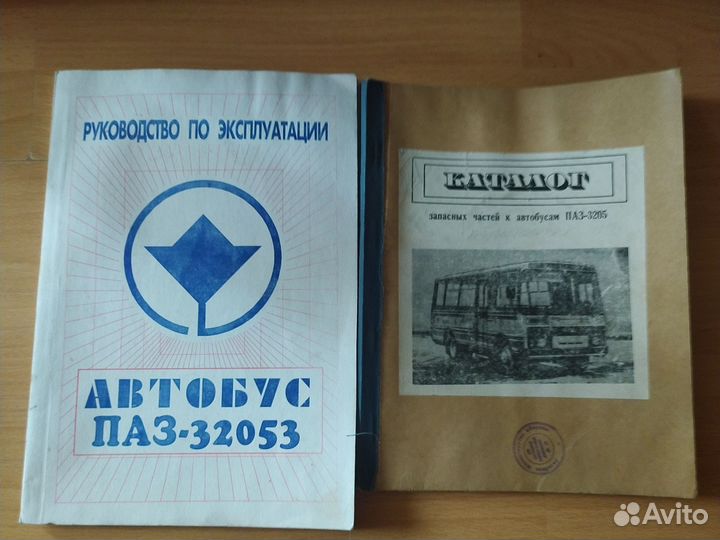 РУКОВОДСТВО ПО ЭКСПЛУАТАЦИИ
АВТОБУС
ПАЗ-32053
КАТАЛОГ
запасных частей к автобусам ПАЗ-3205
Avito